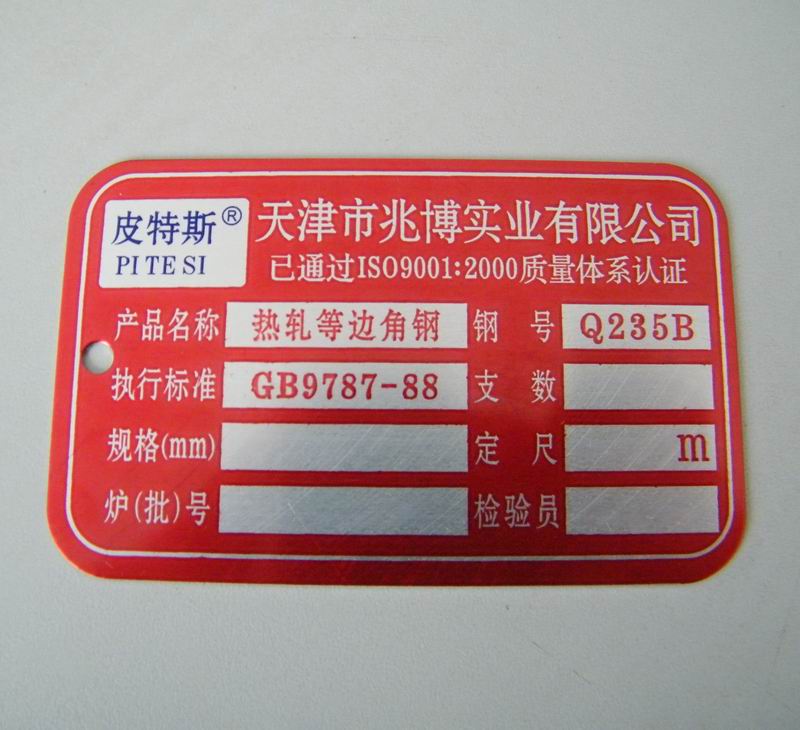 皮特斯®
PI TE SI
天津市兆博实业有限公司
已通过ISO9001:2000质量体系认证
产品名称 热轧等边角钢 钢号 Q235B
执行标准 GB9787-88 支数
规格(mm) 定尺 m
炉(批)号 检验员